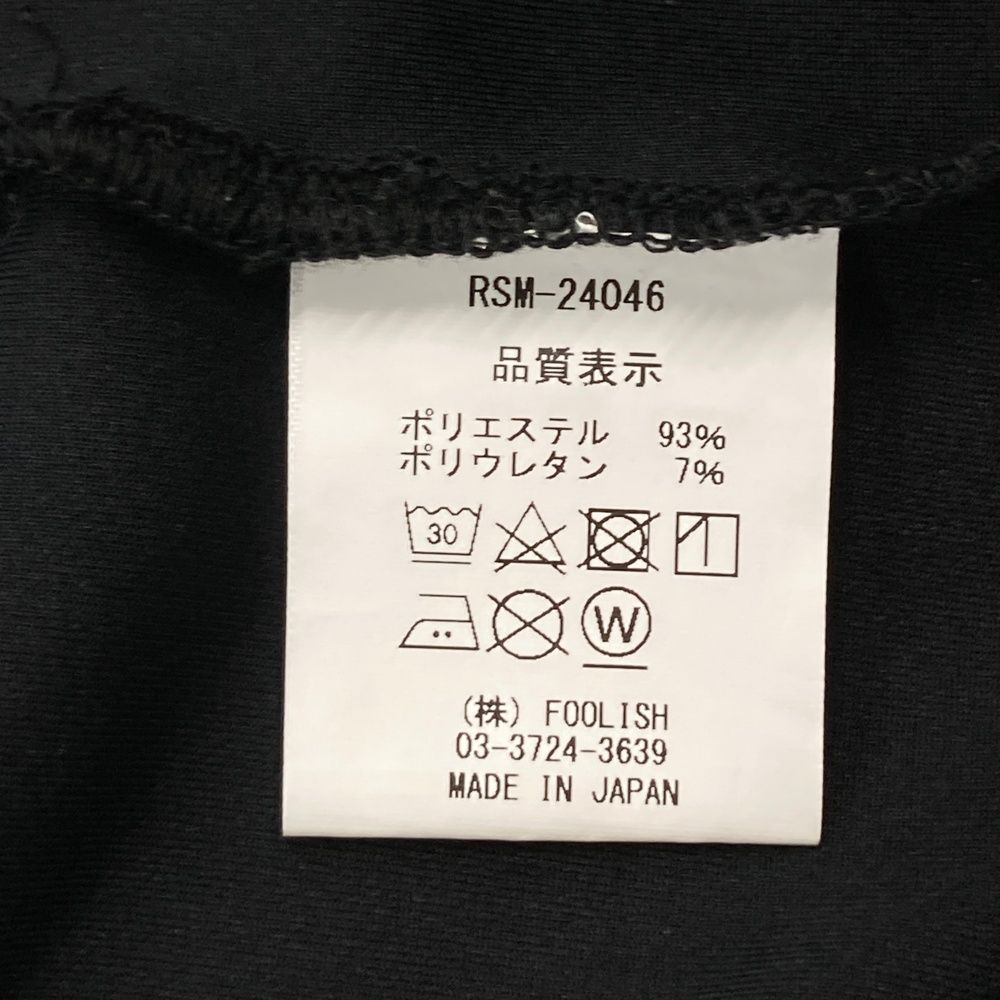 RSM-24046
品質表示
ポリエステル 93%
ポリウレタン 7%
30
W
(株) FOOLISH
03-3724-3639
MADE IN JAPAN